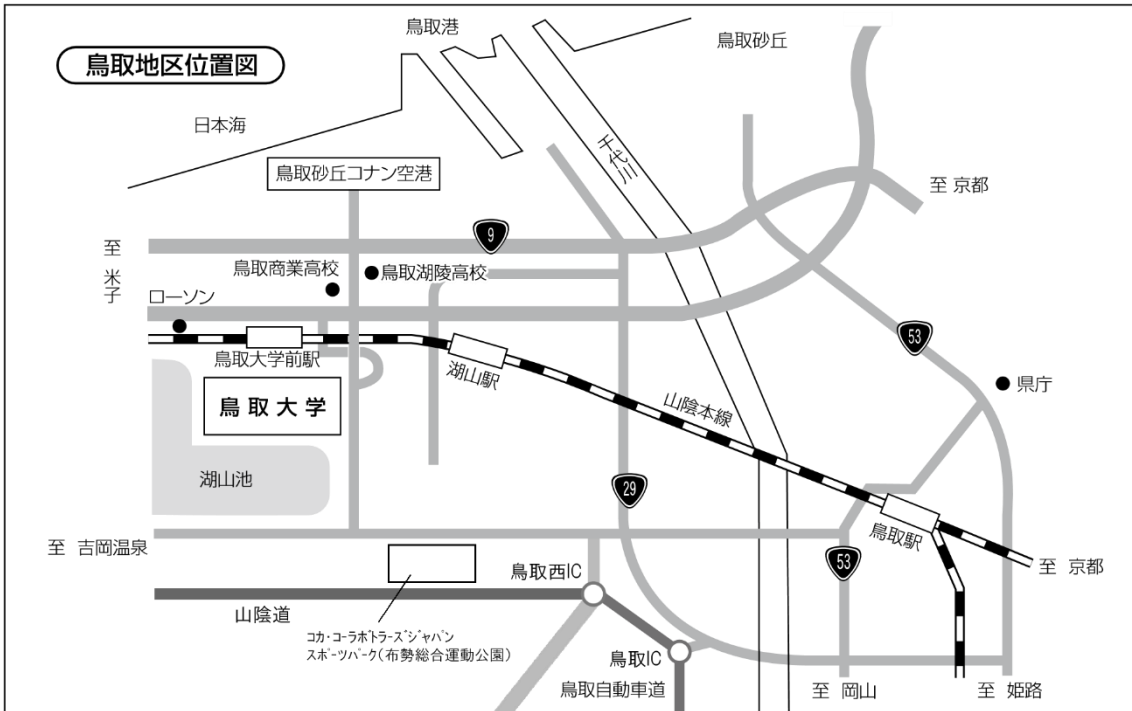 鳥取港
鳥取砂丘
鳥取地区位置図
日本海
千代川
鳥取砂丘コナン空港
至 京都
9
至 米子
鳥取商業高校
鳥取湖陵高校
ローソン
53
鳥取大学前駅
湖山駅
県庁
鳥取大学
山陰本線
湖山池
29
鳥取駅
至 吉岡温泉
53
至 京都
鳥取西IC
山陰道
コカ・コーラボトラーズジャパン
スポーツパーク(布勢総合運動公園)
鳥取IC
鳥取自動車道
至 岡山
至 姫路